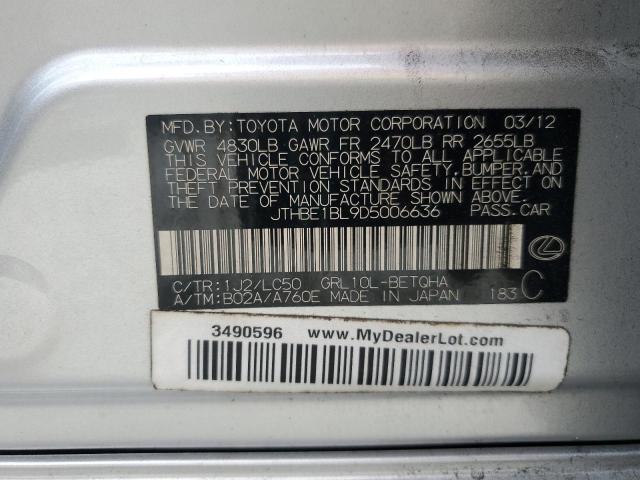 MFD. BY: TOYOTA MOTOR CORPORATION 03/12
GVWR 4830LB GAWR FR 2470LB RR 2655LB
THIS VEHICLE CONFORMS TO ALL APPLICABLE
FEDERAL MOTOR VEHICLE SAFETY, BUMPER, AND
THEFT PREVENTION STANDARDS IN EFFECT ON
THE DATE OF MANUFACTURE SHOWN ABOVE.
JTHBE1BL9D5006636 PASS. CAR
C/TR: 1J2/LC50 GRL10L-BETQHA
A/TM: B02A/A760E MADE IN JAPAN 183 C
3490596 www.MyDealerLot.com